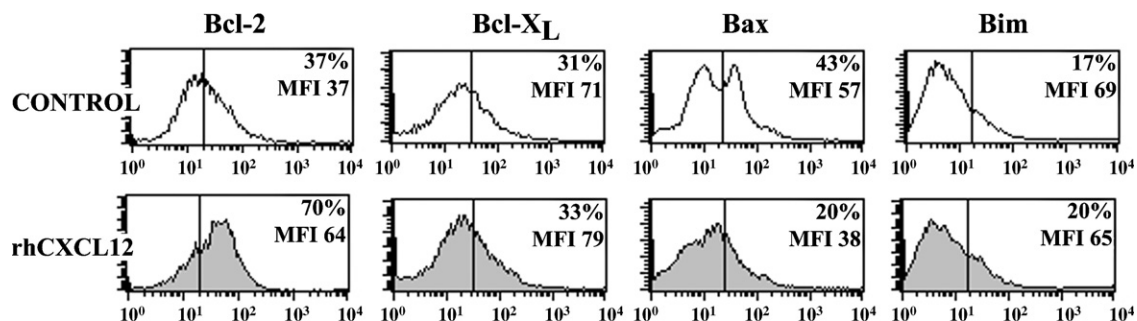 Bcl-2 Bcl-XL Bax Bim
CONTROL
37% 31% 43% 17%
MFI 37 MFI 71 MFI 57 MFI 69
10⁰ 10¹ 10² 10³ 10⁴ 10⁰ 10¹ 10² 10³ 10⁴ 10⁰ 10¹ 10² 10³ 10⁴ 10⁰ 10¹ 10² 10³ 10⁴
rhCXCL12
70% 33% 20% 20%
MFI 64 MFI 79 MFI 38 MFI 65
10⁰ 10¹ 10² 10³ 10⁴ 10⁰ 10¹ 10² 10³ 10⁴ 10⁰ 10¹ 10² 10³ 10⁴ 10⁰ 10¹ 10² 10³ 10⁴